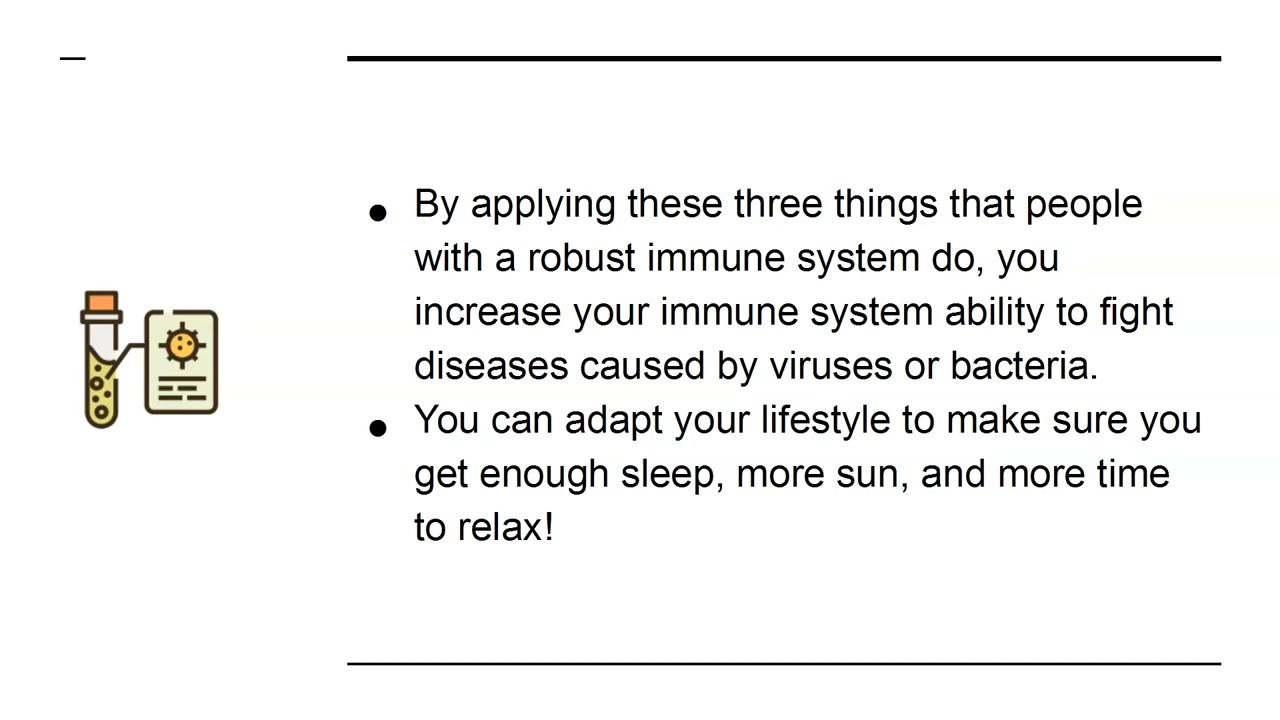 By applying these three things that people
with a robust immune system do, you
increase your immune system ability to fight
diseases caused by viruses or bacteria.
You can adapt your lifestyle to make sure you
get enough sleep, more sun, and more time
to relax!